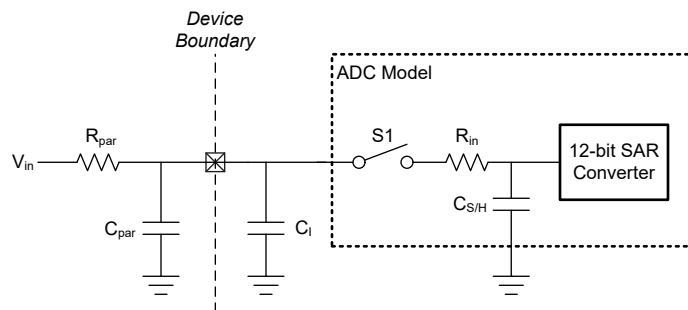 Device
Boundary
ADC Model
R_par
S1
R_in
V_in
12-bit SAR
Converter
C_par
C_I
C_S/H